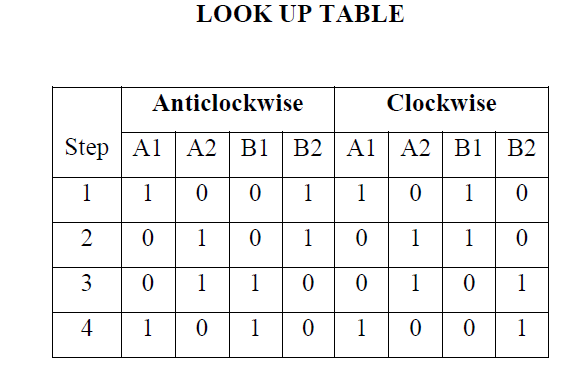 LOOK UP TABLE
Anticlockwise Clockwise
Step A1 A2 B1 B2 A1 A2 B1 B2
1 1 0 0 1 1 0 1 0
2 0 1 0 1 0 1 1 0
3 0 1 1 0 0 1 0 1
4 1 0 1 0 1 0 0 1